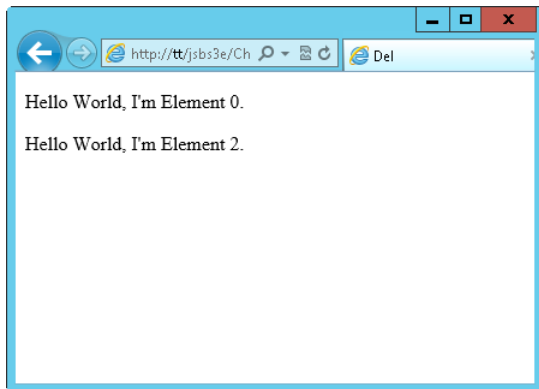 http://tt/jsbs3e/Ch
Del
Hello World, I'm Element 0.
Hello World, I'm Element 2.